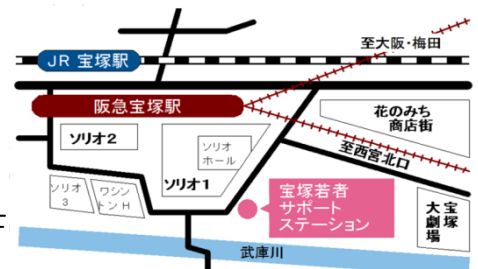 至大阪・梅田
JR 宝塚駅
阪急宝塚駅
花のみち
商店街
ソリオ2
ソリオ
ホール
至西宮北口
ソリオ1
ソリオ
3
ワシン
トンH
宝塚若者
サポート
ステーション
宝塚
大劇場
武庫川